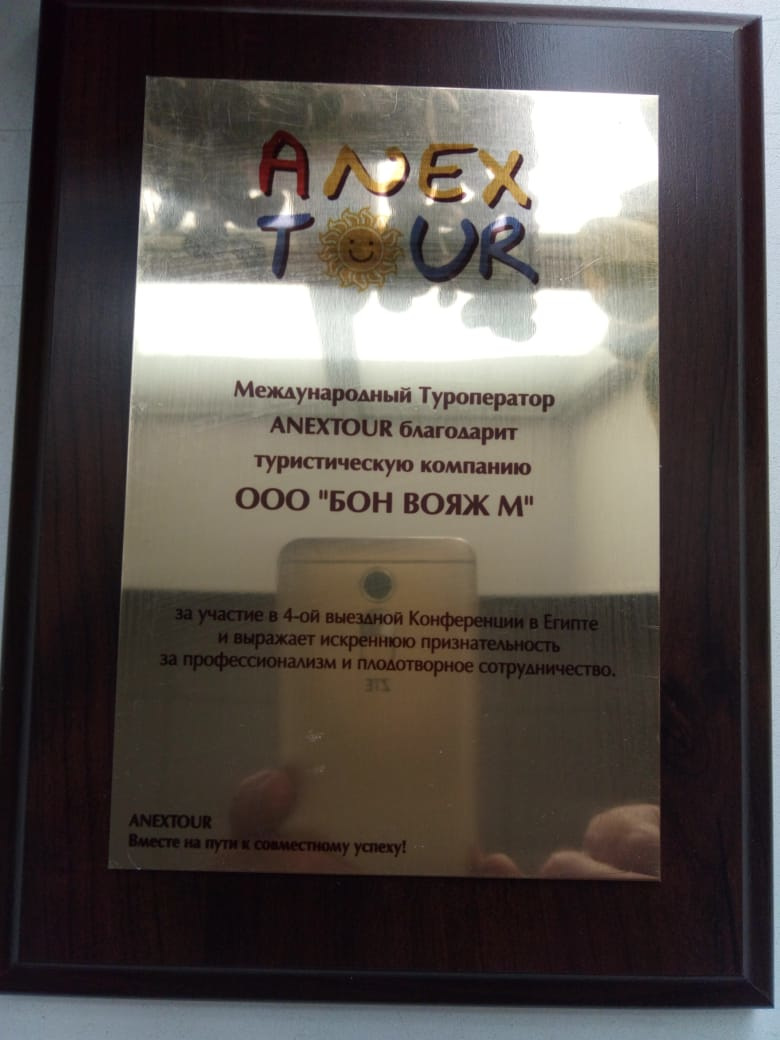 ANEX
TOUR
Международный Туроператор
ANEXTOUR благодарит
туристическую компанию
ООО "БОН ВОЯЖ М"
за участие в 4-ой выездной Конференции в Египте
и выражает искреннюю признательность
за профессионализм и плодотворное сотрудничество.
ZTE
ANEXTOUR
Вместе на пути к совместному успеху!